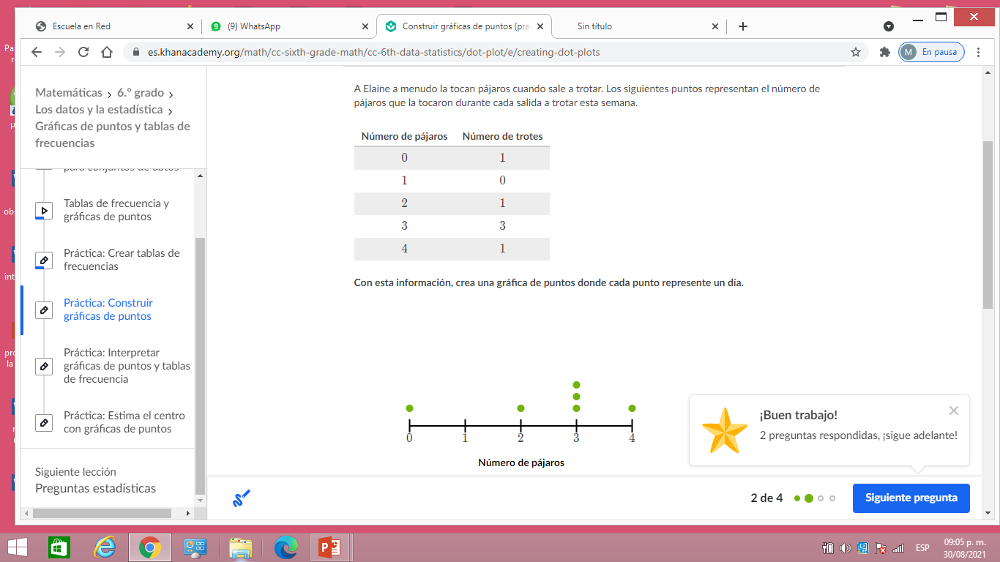 Escuela en Red
(9) WhatsApp
Construir gráficas de puntos (pra
Sin título
es.khanacademy.org/math/cc-sixth-grade-math/cc-6th-data-statistics/dot-plot/e/creating-dot-plots
M En pausa
Matemáticas > 6.º grado >
Los datos y la estadística >
Gráficas de puntos y tablas de
frecuencias
para conjuntos de datos
Tablas de frecuencia y
gráficas de puntos
Práctica: Crear tablas de
frecuencias
Práctica: Construir
gráficas de puntos
Práctica: Interpretar
gráficas de puntos y tablas
de frecuencia
Práctica: Estima el centro
con gráficas de puntos
Siguiente lección
Preguntas estadísticas
A Elaine a menudo la tocan pájaros cuando sale a trotar. Los siguientes puntos representan el número de
pájaros que la tocaron durante cada salida a trotar esta semana.
Número de pájaros Número de trotes
0 1
1 0
2 1
3 3
4 1
Con esta información, crea una gráfica de puntos donde cada punto represente un día.
0 1 2 3 4
Número de pájaros
¡Buen trabajo!
2 preguntas respondidas, ¡sigue adelante!
2 de 4
Siguiente pregunta
ESP
09:05 p. m.
30/08/2021